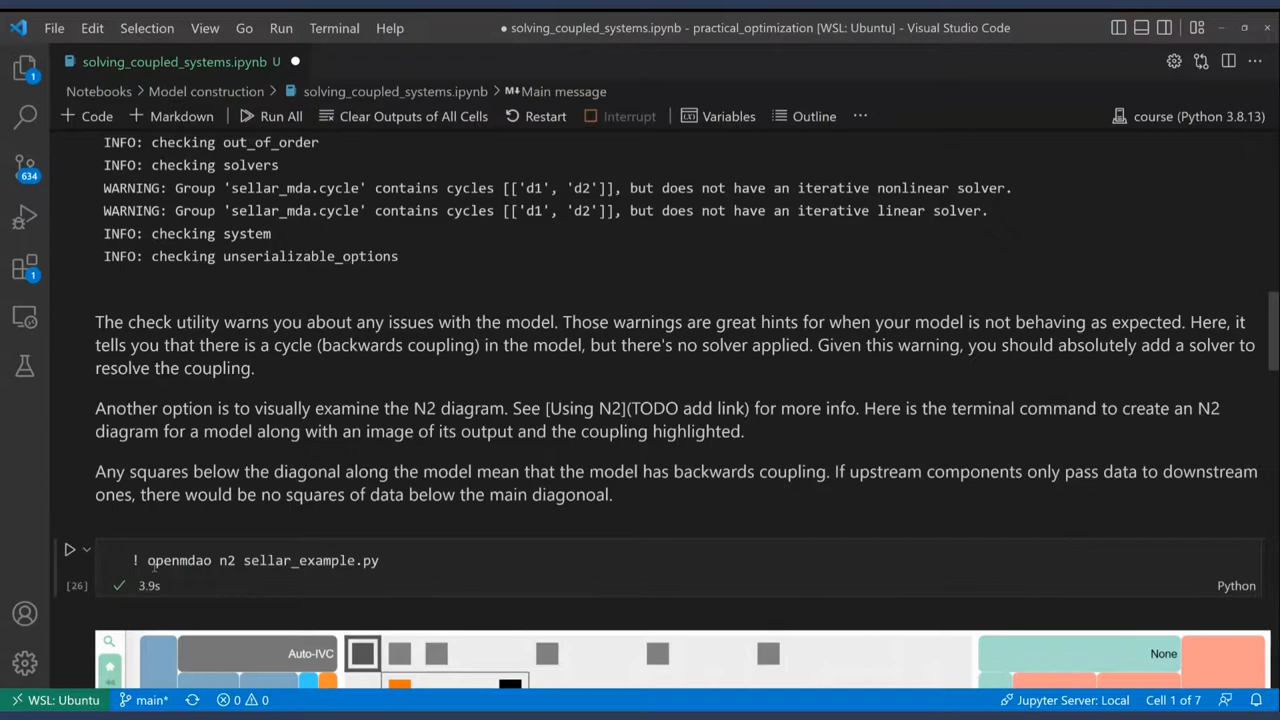 File Edit Selection View Go Run Terminal Help
● solving_coupled_systems.ipynb - practical_optimization [WSL: Ubuntu] - Visual Studio Code
solving_coupled_systems.ipynb U
Notebooks > Model construction > solving_coupled_systems.ipynb > Main message
+ Code + Markdown Run All Clear Outputs of All Cells Restart Interrupt Variables Outline ··· course (Python 3.8.13)
INFO: checking out_of_order
INFO: checking solvers
WARNING: Group 'sellar_mda.cycle' contains cycles [['d1', 'd2']], but does not have an iterative nonlinear solver.
WARNING: Group 'sellar_mda.cycle' contains cycles [['d1', 'd2']], but does not have an iterative linear solver.
INFO: checking system
INFO: checking unserializable_options
The check utility warns you about any issues with the model. Those warnings are great hints for when your model is not behaving as expected. Here, it
tells you that there is a cycle (backwards coupling) in the model, but there's no solver applied. Given this warning, you should absolutely add a solver to
resolve the coupling.
Another option is to visually examine the N2 diagram. See [Using N2](TODO add link) for more info. Here is the terminal command to create an N2
diagram for a model along with an image of its output and the coupling highlighted.
Any squares below the diagonal along the model mean that the model has backwards coupling. If upstream components only pass data to downstream
ones, there would be no squares of data below the main diagonoal.
! openmdao n2 sellar_example.py
[26] 3.9s Python
Auto-IVC None
1
634
1
WSL: Ubuntu main* 0 0 Jupyter Server: Local Cell 1 of 7